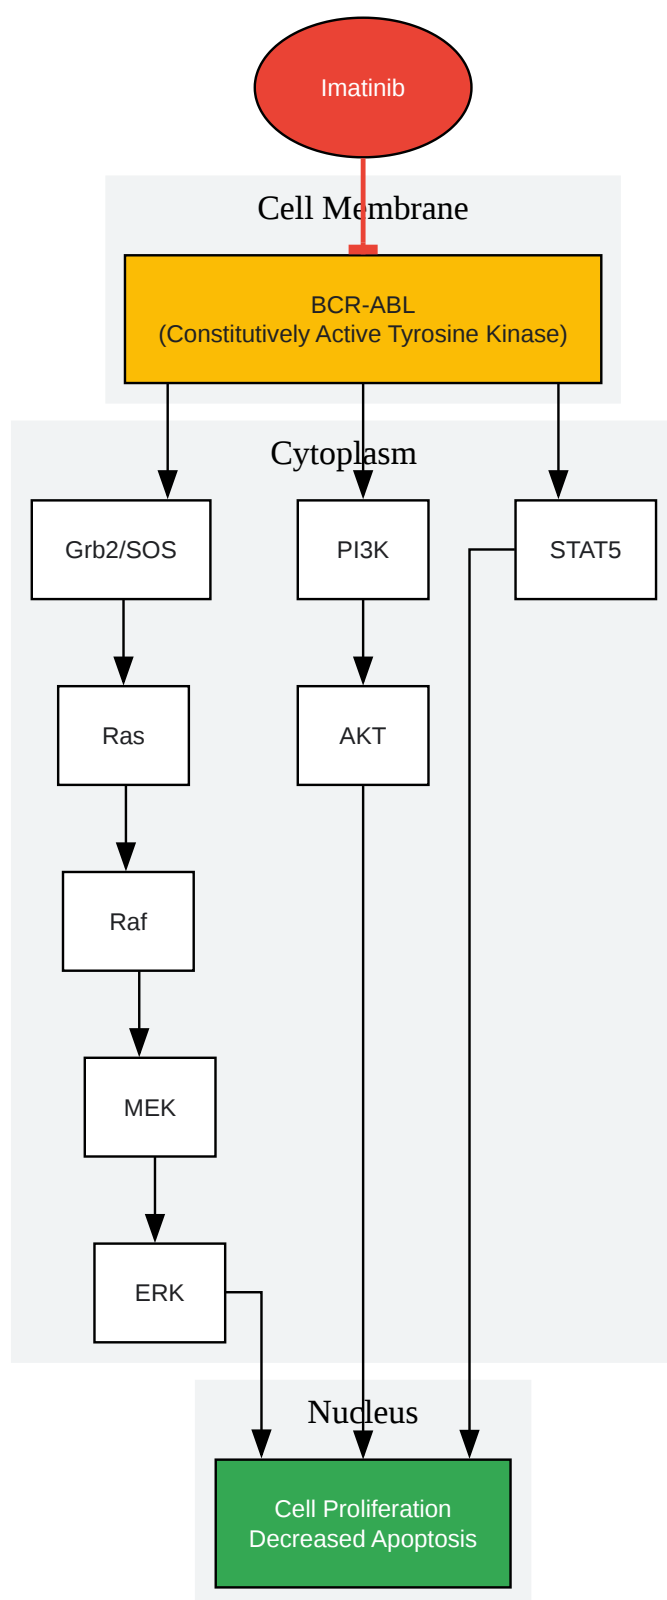 Imatinib
Cell Membrane
BCR-ABL
(Constitutively Active Tyrosine Kinase)
Cytoplasm
Grb2/SOS
PI3K
STAT5
Ras
AKT
Raf
MEK
ERK
Nucleus
Cell Proliferation
Decreased Apoptosis